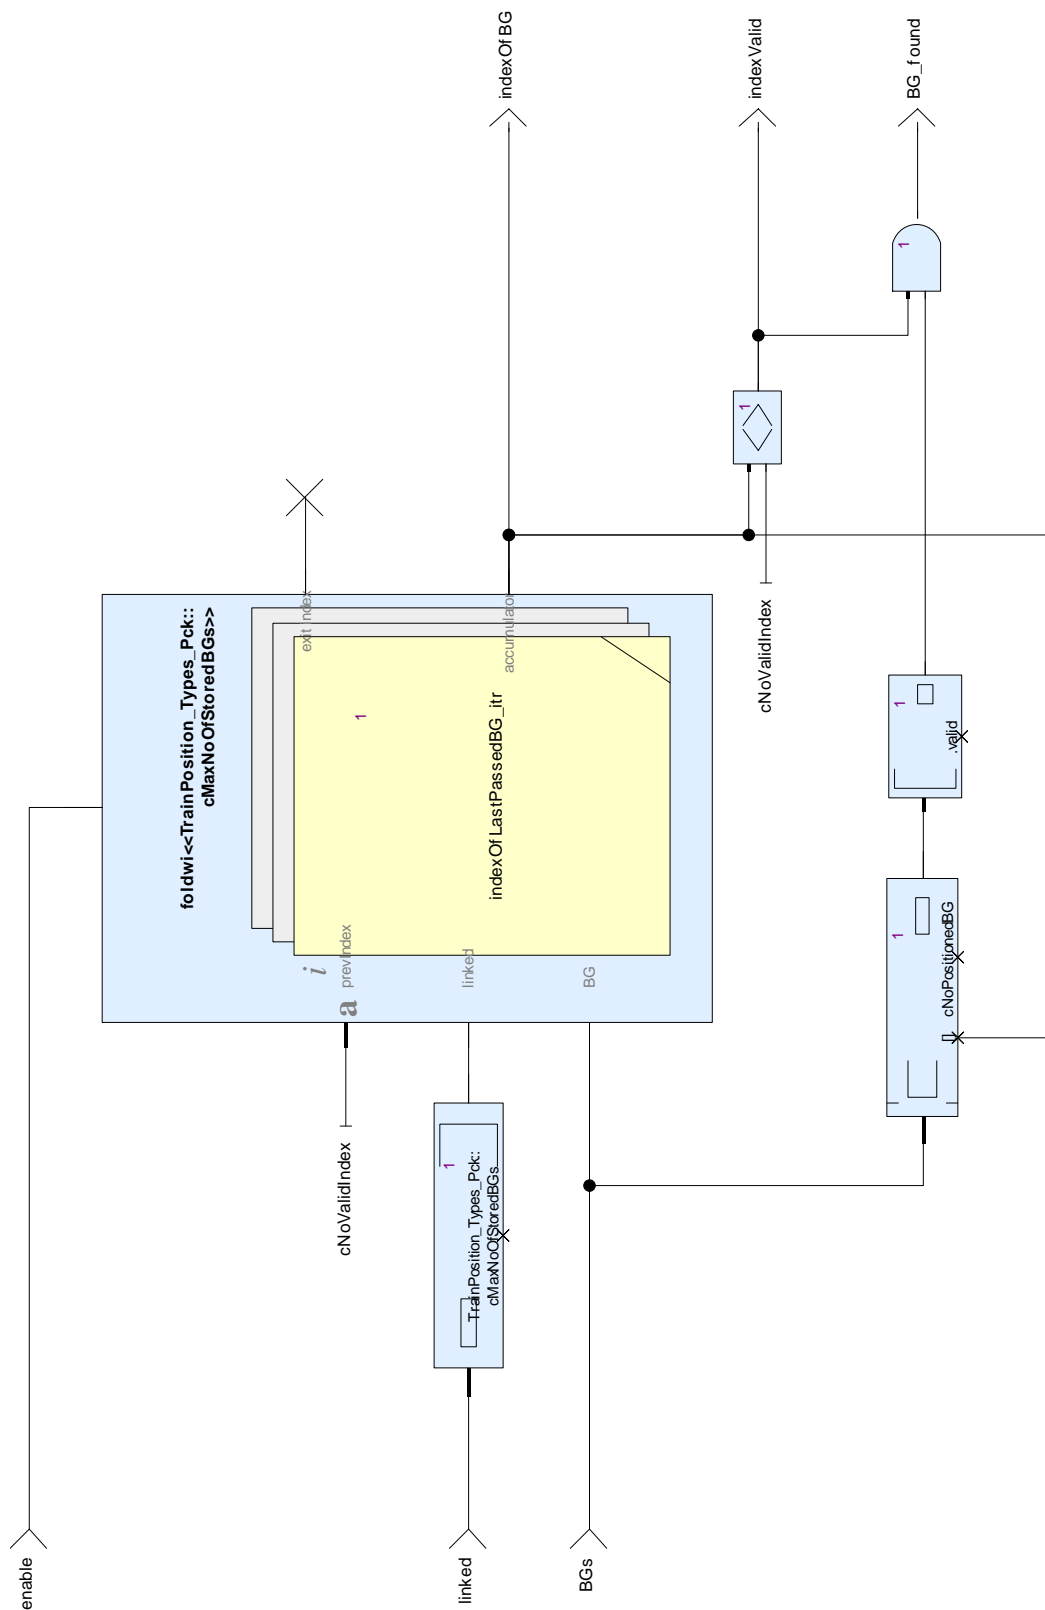 enable
linked
BGs
foldwi<<TrainPosition_Types_Pck::
cMaxNoOfStoredBGs>>
1
exit index
i
a prevIndex
linked
BG
accumulator
indexOfLastPassedBG_itr
cNoValidIndex
1
TrainPosition_Types_Pck::
cMaxNoOfStoredBGs
indexOfBG
indexValid
BG_found
1
<>
1
cNoValidIndex
1
.valid
1
[] cNoPositionedBG